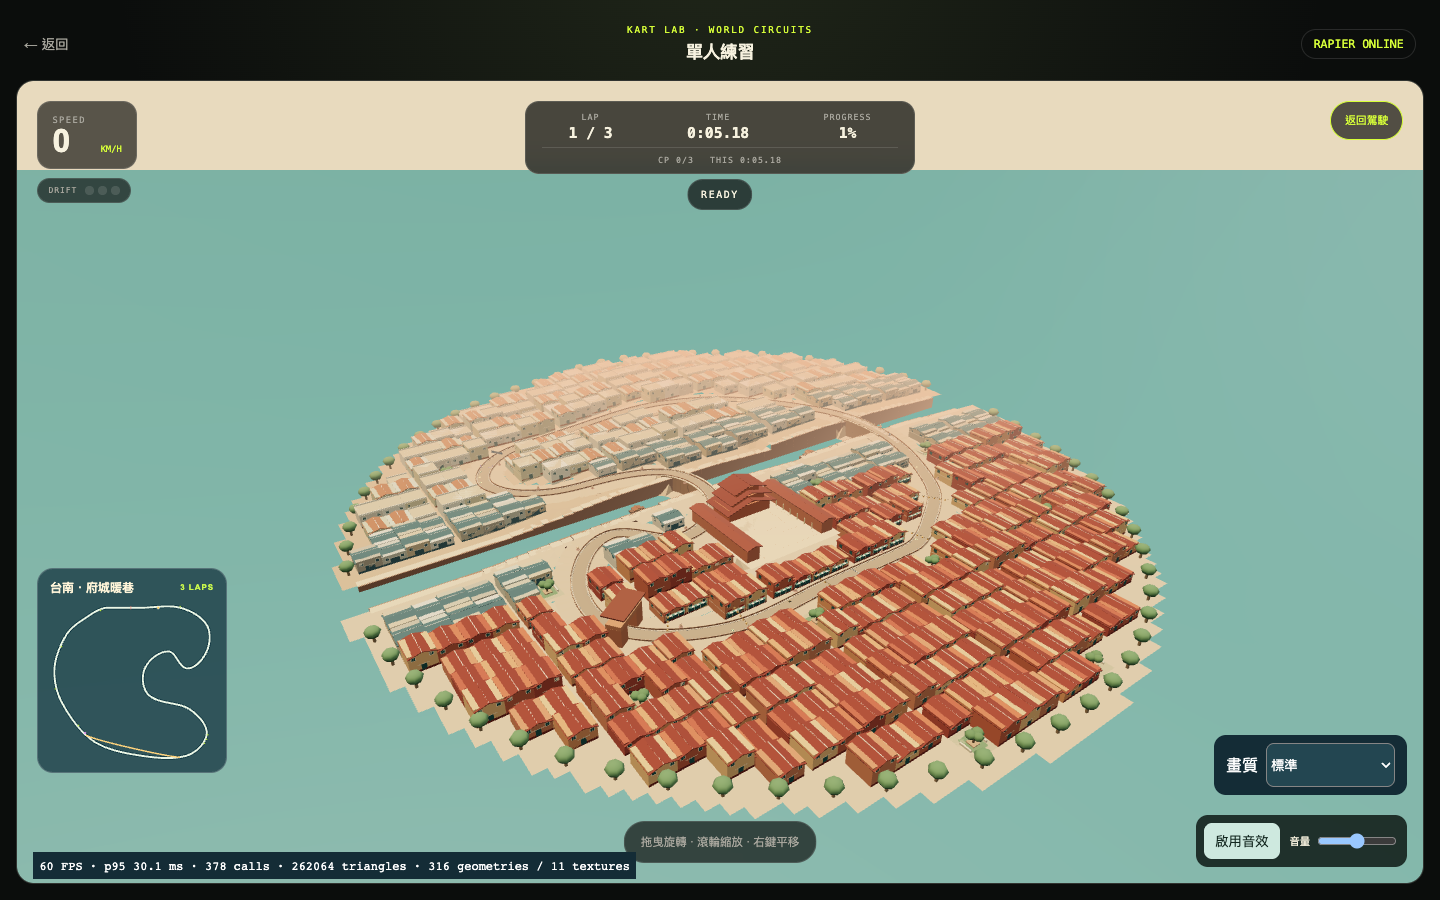 ← 返回
KART LAB · WORLD CIRCUITS
單人練習
RAPIER ONLINE
SPEED
0 KM/H
DRIFT
LAP TIME PROGRESS
1 / 3 0:05.18 1%
CP 0/3 THIS 0:05.18
READY
返回駕駛
台南 · 府城暖巷 3 LAPS
畫質 標準
拖曳旋轉 · 滾輪縮放 · 右鍵平移
啟用音效 音量
60 FPS · p95 30.1 ms · 378 calls · 262064 triangles · 316 geometries / 11 textures